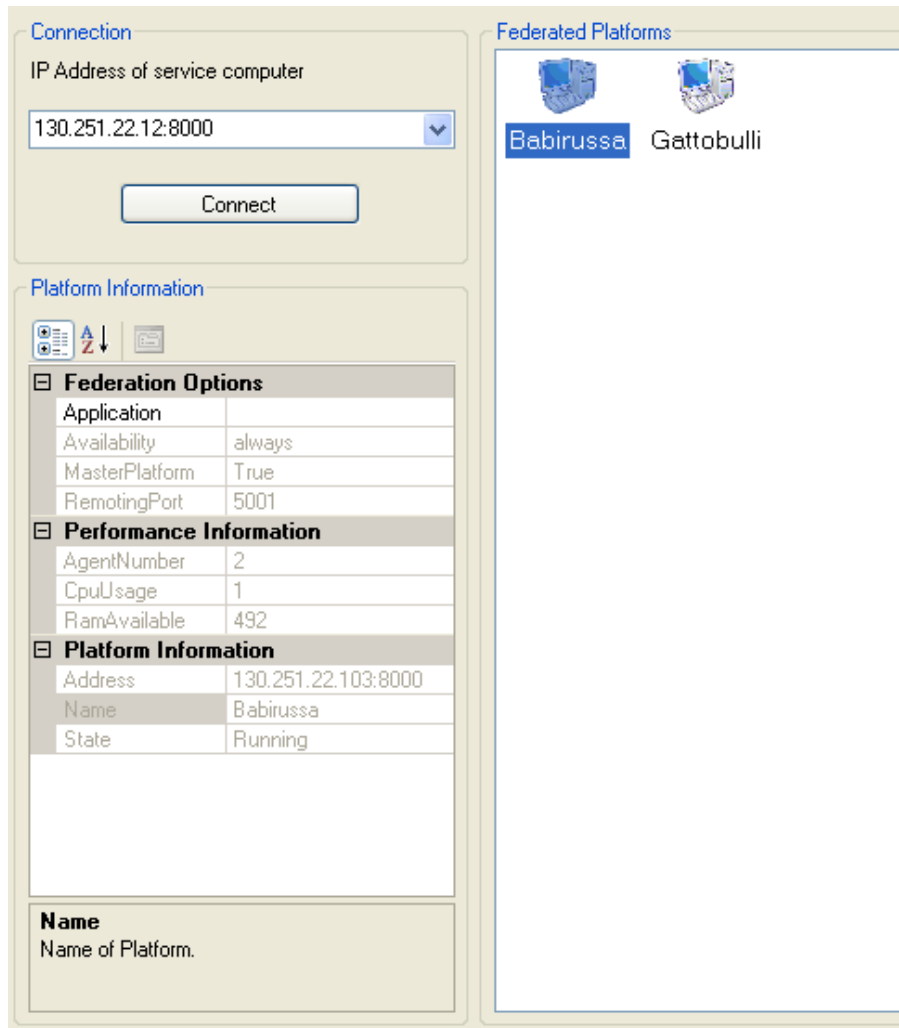 Connection
IP Address of service computer
130.251.22.12:8000
Connect
Platform Information
A
Z
Federation Options
Application
Availability always
MasterPlatform True
RemotingPort 5001
Performance Information
AgentNumber 2
CpuUsage 1
RamAvailable 492
Platform Information
Address 130.251.22.103:8000
Name Babirussa
State Running
Name
Name of Platform.
Federated Platforms
Babirussa Gattobulli